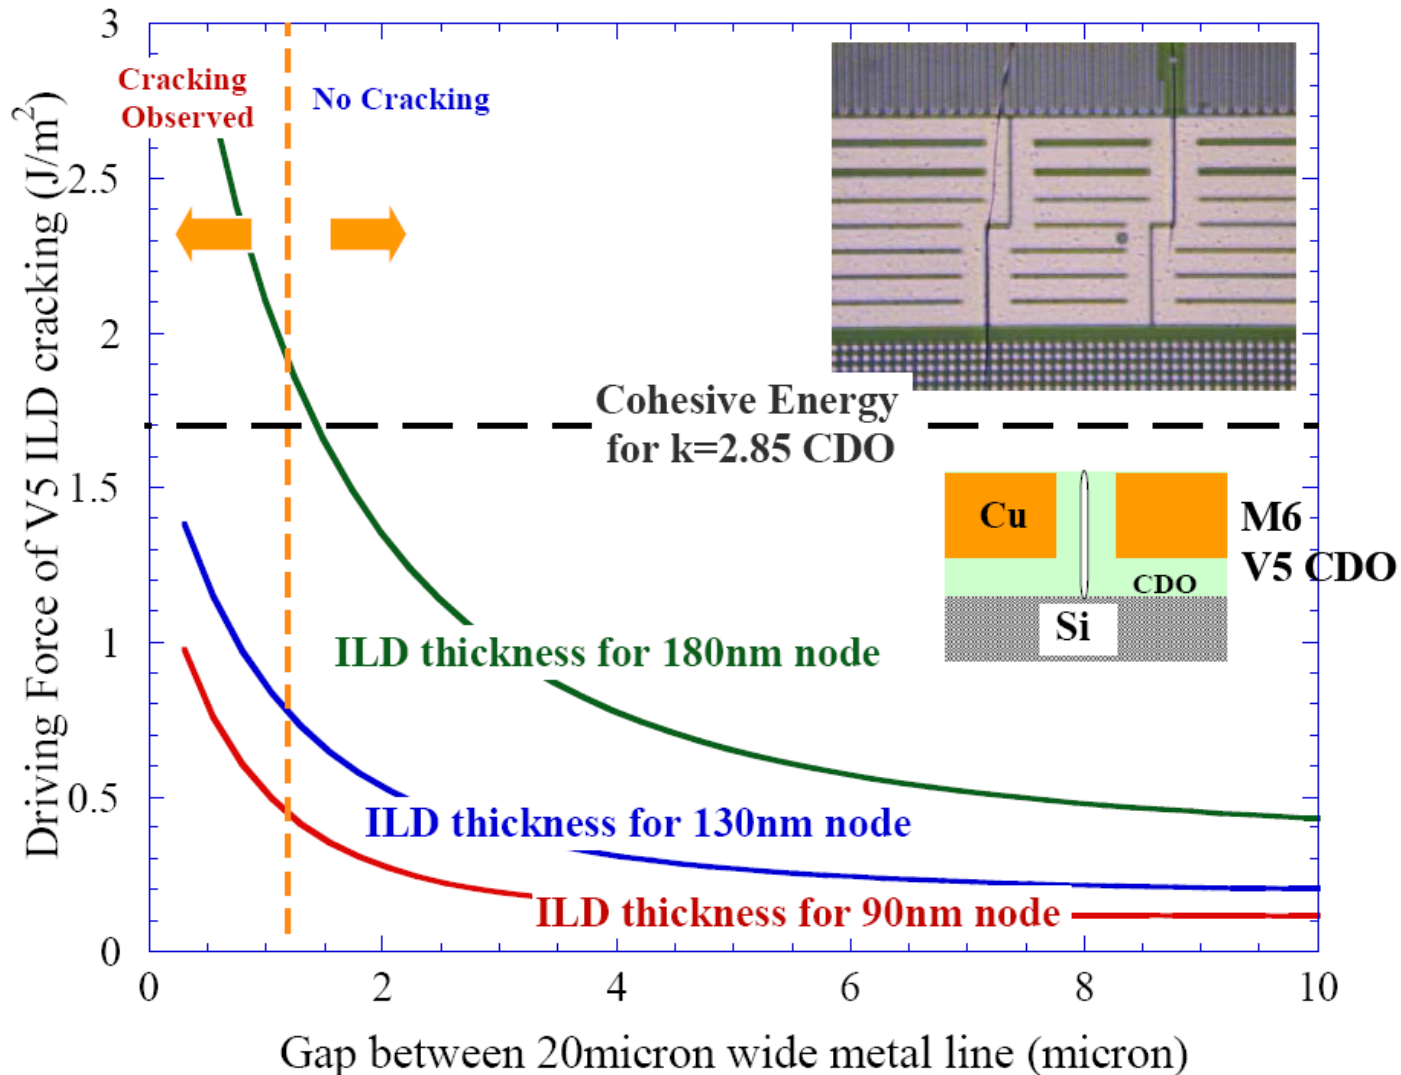 Driving Force of V5 ILD cracking (J/m²)
3
2.5
2
1.5
1
0.5
0
Cracking
Observed
No Cracking
Cohesive Energy
for k=2.85 CDO
Cu
M6
V5 CDO
CDO
Si
ILD thickness for 180nm node
ILD thickness for 130nm node
ILD thickness for 90nm node
0
2
4
6
8
10
Gap between 20micron wide metal line (micron)